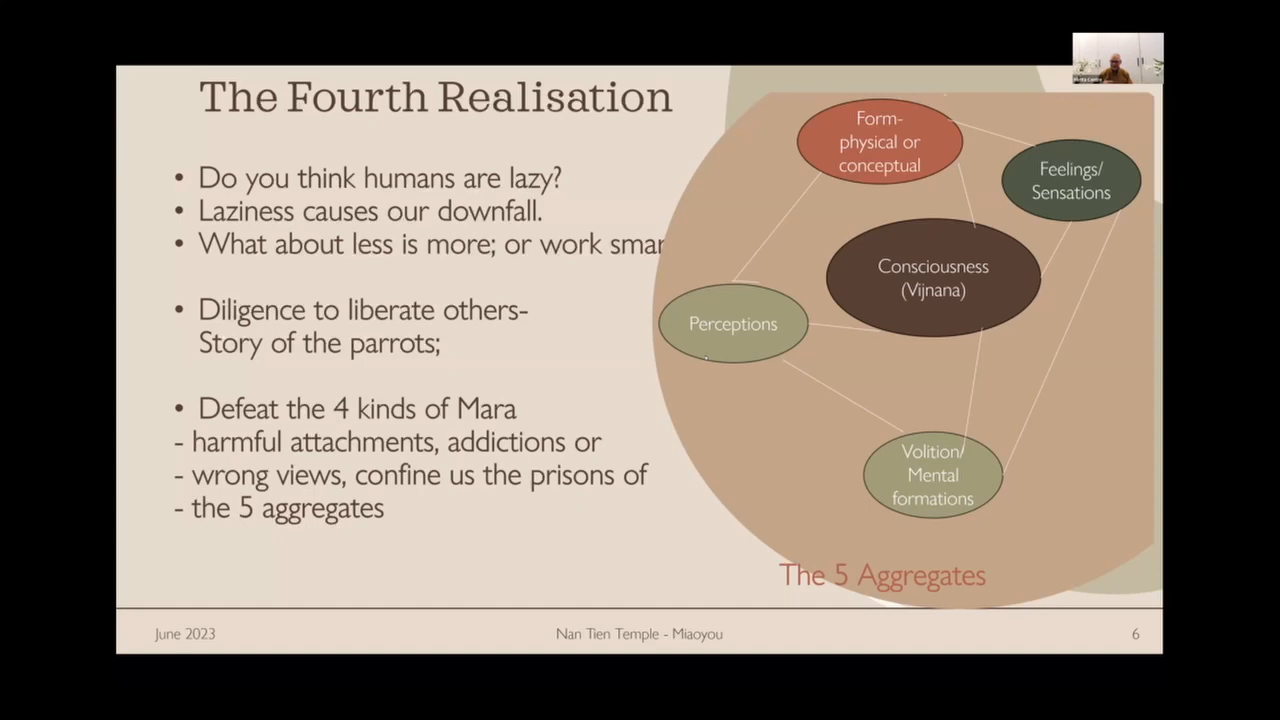 The Fourth Realisation
• Do you think humans are lazy?
• Laziness causes our downfall.
• What about less is more; or work smar
• Diligence to liberate others-
Story of the parrots;
• Defeat the 4 kinds of Mara
- harmful attachments, addictions or
- wrong views, confine us the prisons of
- the 5 aggregates
Form-
physical or
conceptual
Feelings/
Sensations
Consciousness
(Vijnana)
Perceptions
Volition/
Mental
formations
The 5 Aggregates
June 2023
Nan Tien Temple - Miaoyou
6